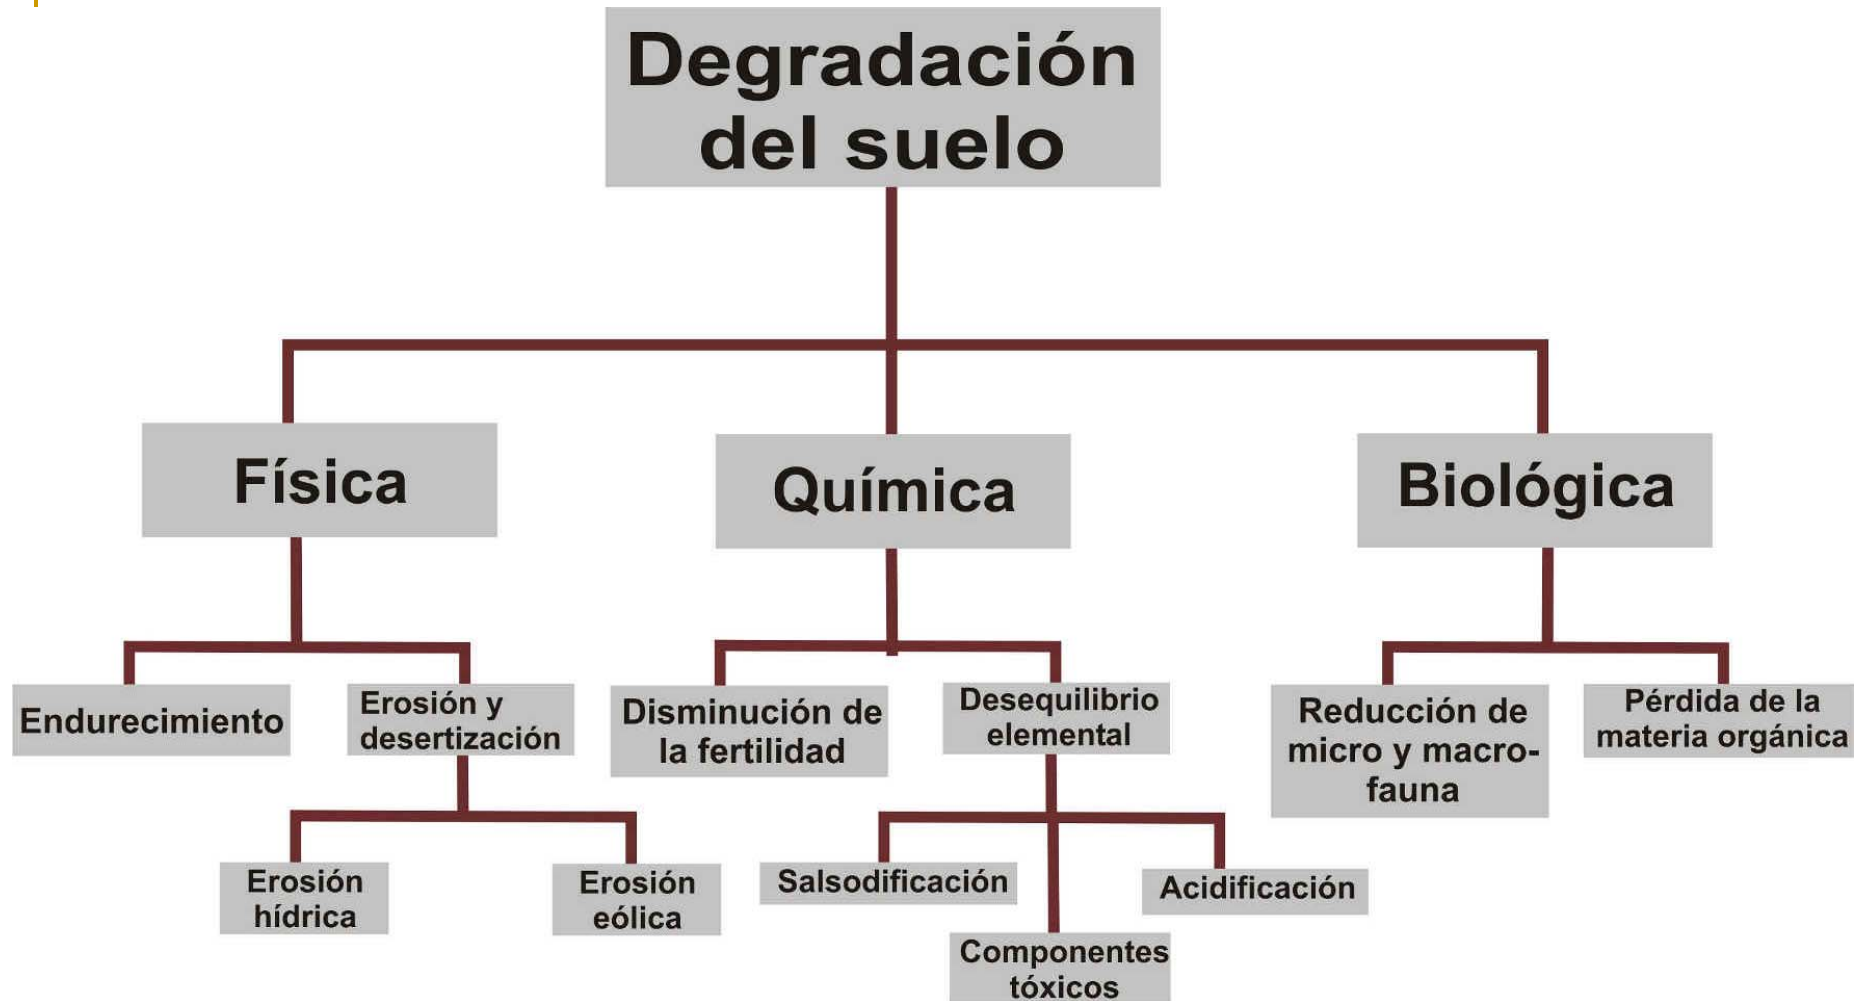 Degradación
del suelo
Física
Química
Biológica
Endurecimiento
Erosión y
desertización
Disminución de
la fertilidad
Desequilibrio
elemental
Reducción de
micro y macro-
fauna
Pérdida de la
materia orgánica
Erosión
hídrica
Erosión
eólica
Salsodificación
Componentes
tóxicos
Acidificación